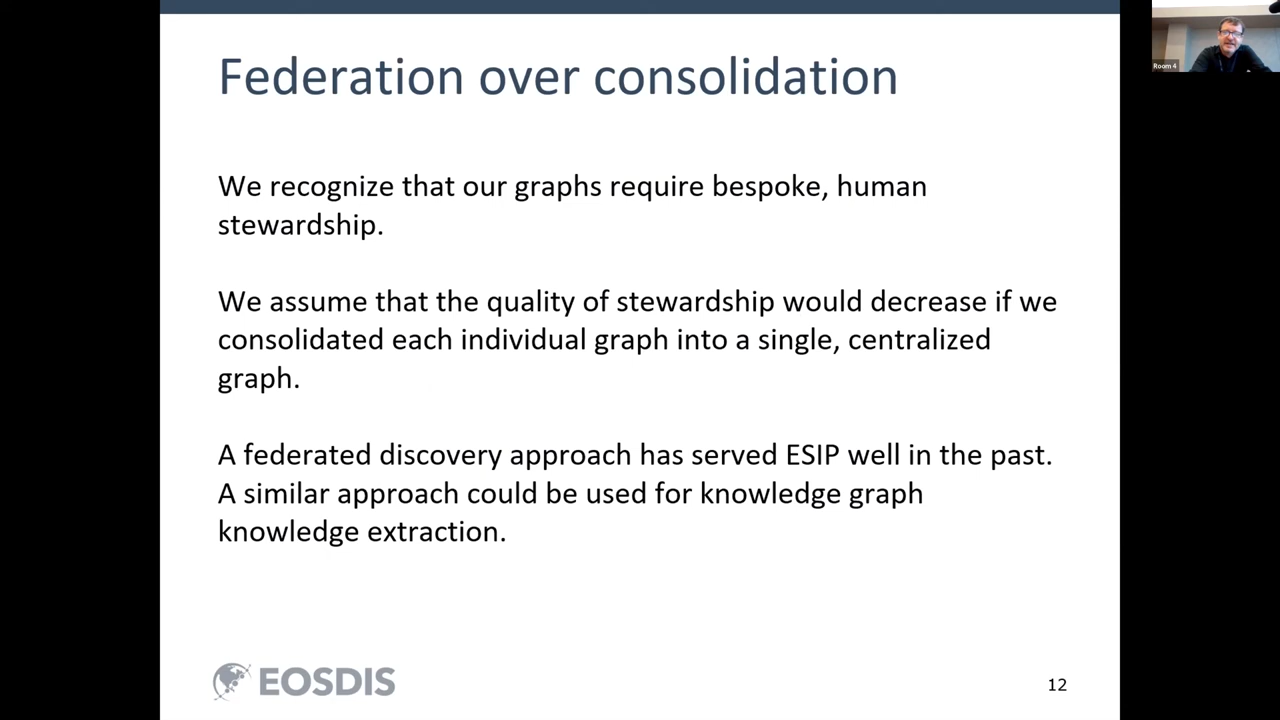 Federation over consolidation
We recognize that our graphs require bespoke, human
stewardship.
We assume that the quality of stewardship would decrease if we
consolidated each individual graph into a single, centralized
graph.
A federated discovery approach has served ESIP well in the past.
A similar approach could be used for knowledge graph
knowledge extraction.
EOSDIS
12
Room 4